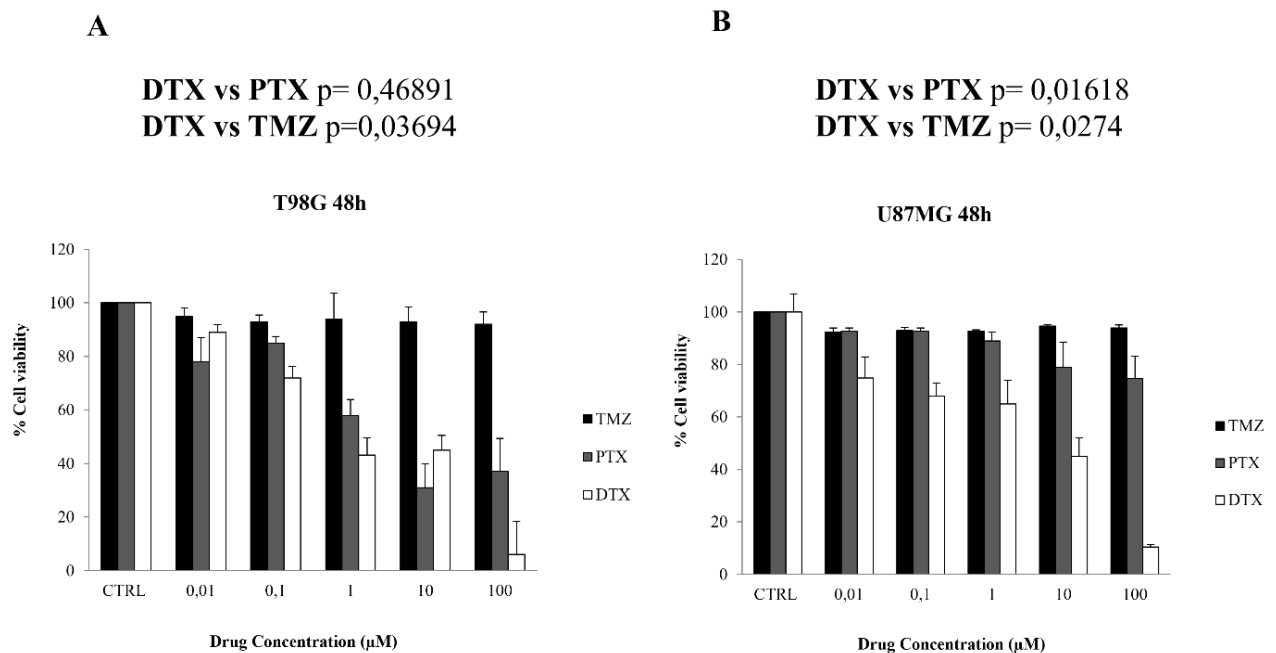 A
DTX vs PTX p= 0,46891
DTX vs TMZ p=0,03694
T98G 48h
% Cell viability
120
100
80
60
40
20
0
CTRL 0,01 0,1 1 10 100
Drug Concentration (µM)
TMZ
PTX
DTX
B
DTX vs PTX p= 0,01618
DTX vs TMZ p= 0,0274
U87MG 48h
% Cell viability
120
100
80
60
40
20
0
CTRL 0,01 0,1 1 10 100
Drug Concentration (µM)
TMZ
PTX
DTX